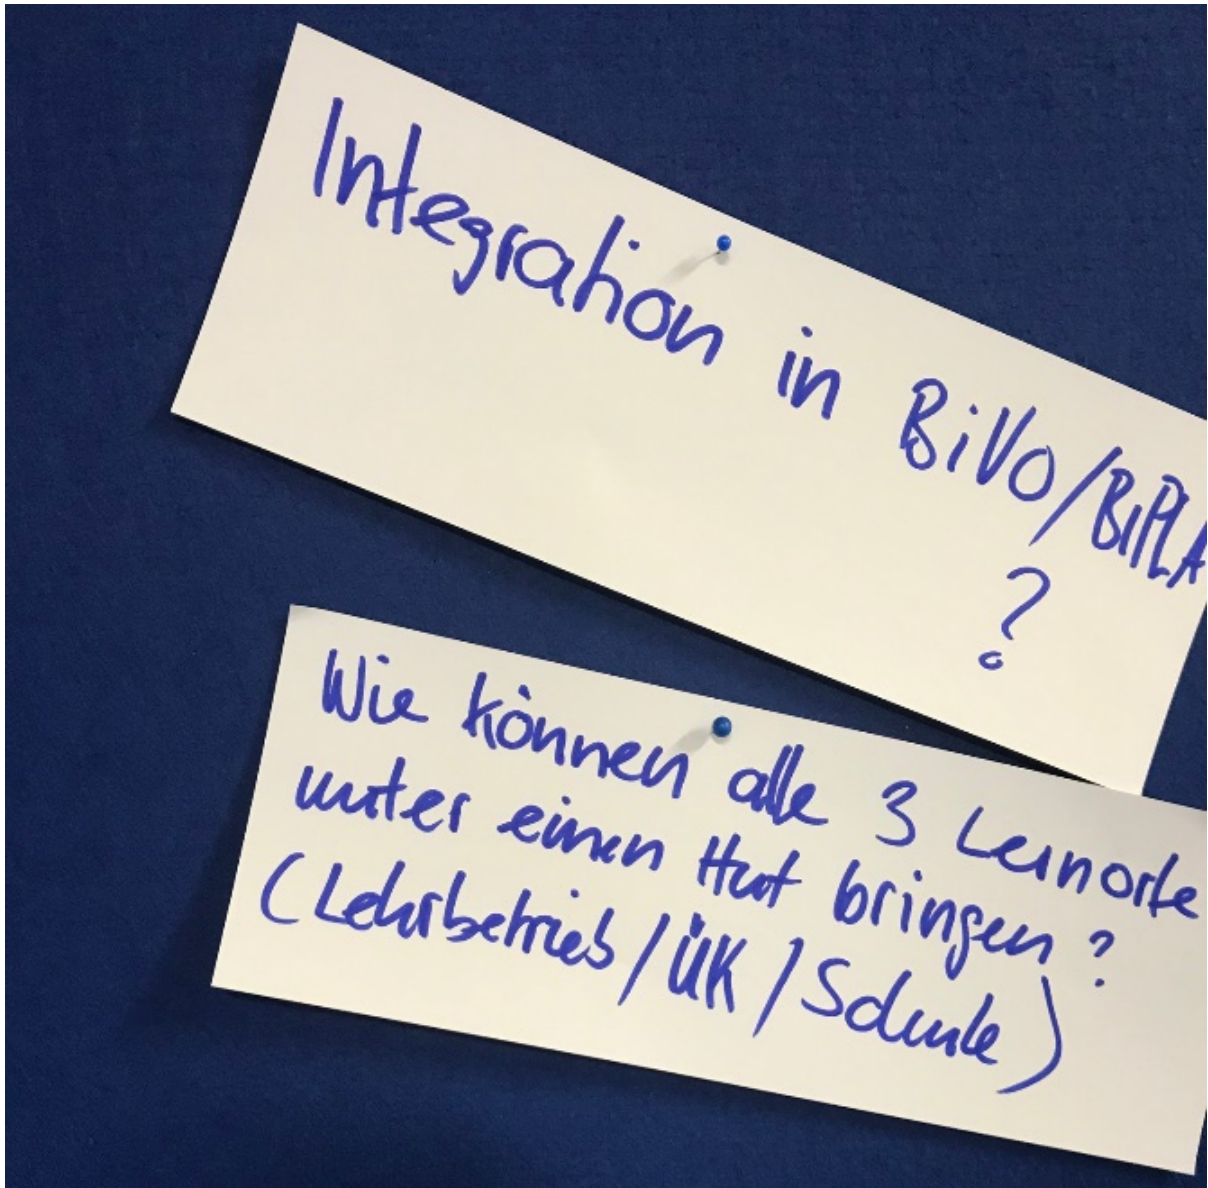 Integration in BiVo/BIPLA
?
Wie können alle 3 Lernorte
unter einen Hut bringen?
(Lehrbetrieb/ÜK/Schule)